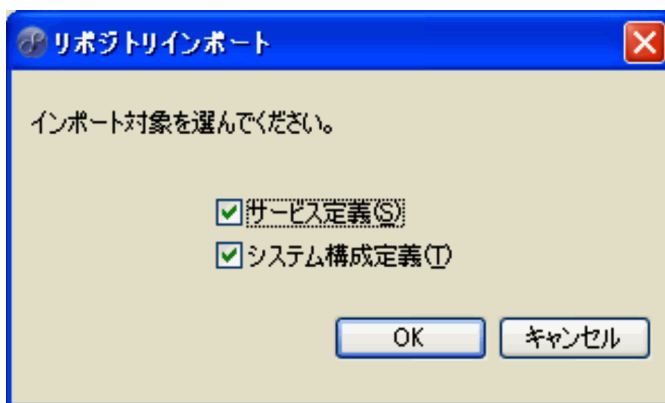 リポジトリインポート
インポート対象を選んでください。
サービス定義(S)
システム構成定義(T)
OK キャンセル